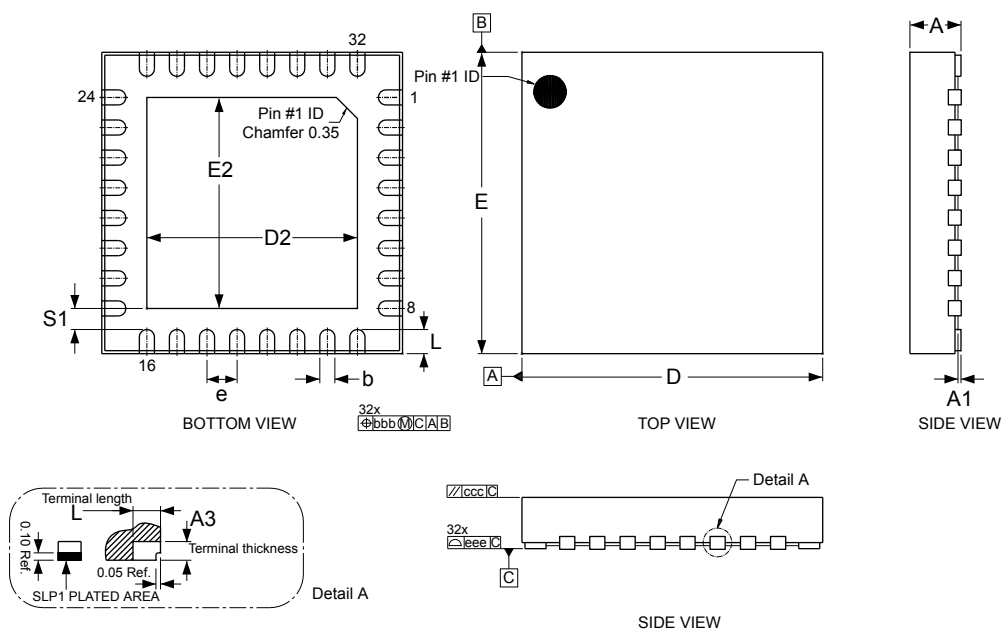 32
24
1
Pin #1 ID
Chamfer 0.35
E2
D2
S1
8
L
16
e
b
BOTTOM VIEW
32x
⌖ bbb Ⓜ C A B
B
Pin #1 ID
E
A
D
TOP VIEW
A
A1
SIDE VIEW
Terminal length
L
A3
0.10 Ref.
Terminal thickness
0.05 Ref.
SLP1 PLATED AREA
Detail A
// ccc C
Detail A
32x
⌓ eee C
C
SIDE VIEW